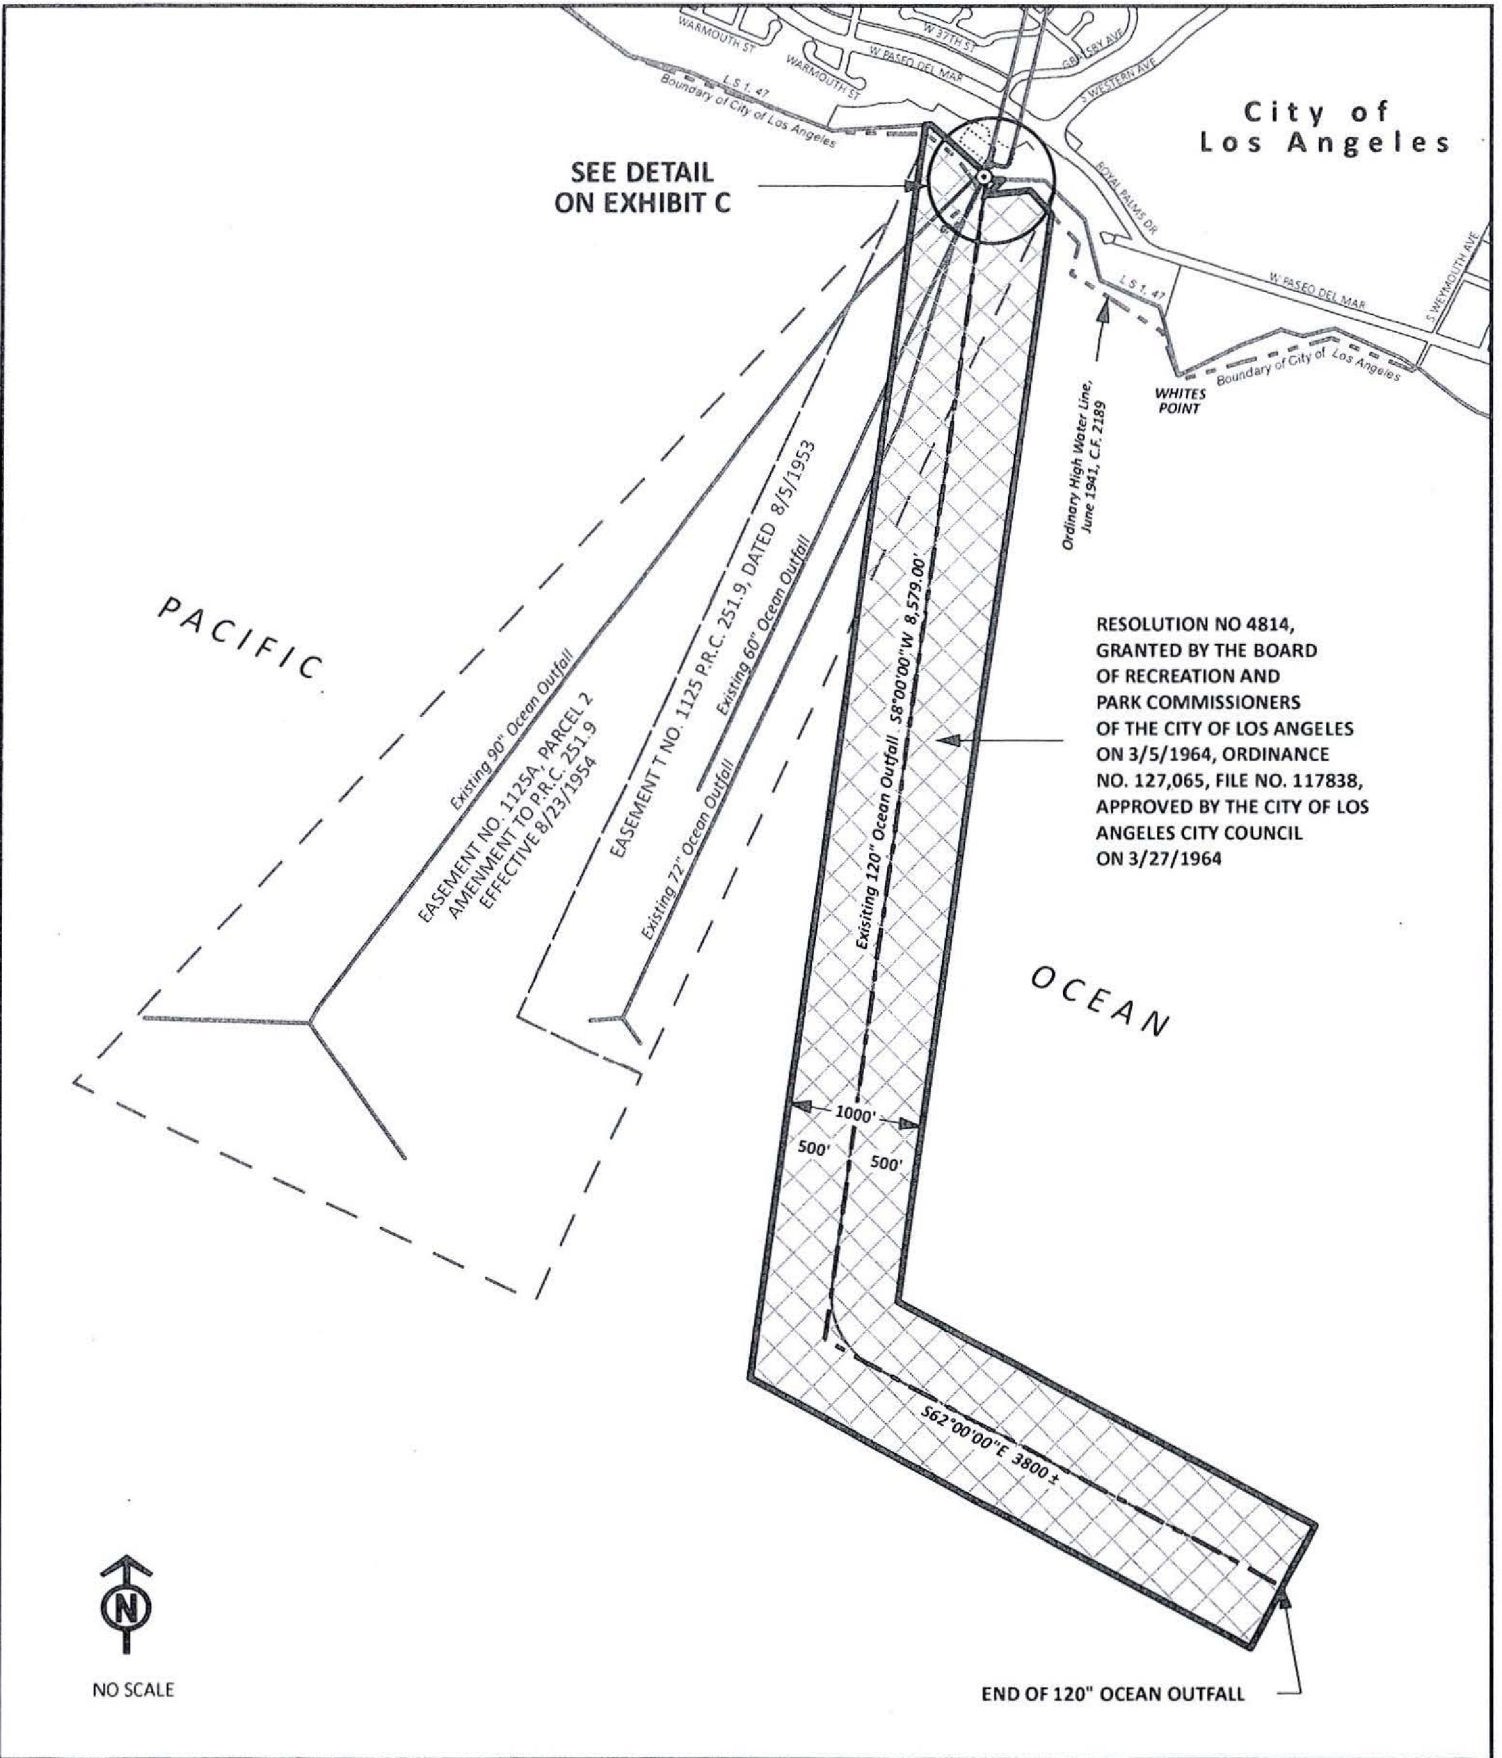 WARMOUTH ST
WARMOUTH ST
W 37TH ST
W PASEO DEL MAR
S WESTERN AVE
L S 1, 47
Boundary of City of Los Angeles
City of
Los Angeles
SEE DETAIL
ON EXHIBIT C
ROYAL PALMS DR
W PASEO DEL MAR
S WEYMOUTH AVE
L S 1, 47
Boundary of City of Los Angeles
WHITES
POINT
Ordinary High Water Line,
June 1941, C.F. 2189
PACIFIC
Existing 90" Ocean Outfall
EASEMENT NO. 1125A, PARCEL 2
AMENMENT TO P.R.C. 251.9
EFFECTIVE 8/23/1954
EASEMENT T NO. 1125 P.R.C. 251.9, DATED 8/5/1953
Existing 60" Ocean Outfall
Existing 72" Ocean Outfall
Exisiting 120" Ocean Outfall S8°00'00"W 8,579.00'
RESOLUTION NO 4814,
GRANTED BY THE BOARD
OF RECREATION AND
PARK COMMISSIONERS
OF THE CITY OF LOS ANGELES
ON 3/5/1964, ORDINANCE
NO. 127,065, FILE NO. 117838,
APPROVED BY THE CITY OF LOS
ANGELES CITY COUNCIL
ON 3/27/1964
OCEAN
1000'
500'
500'
S62°00'00"E 3800 ±
N
NO SCALE
END OF 120" OCEAN OUTFALL